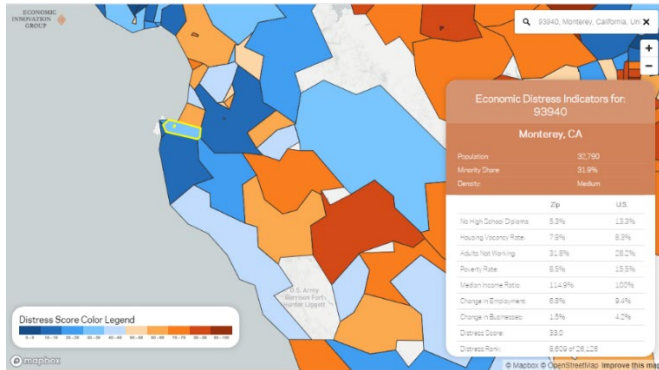 ECONOMIC
INNOVATION
GROUP
93940, Monterey, California, Uni
+
−
Economic Distress Indicators for:
93940
Monterey, CA
Population 32,790
Minority Share 31.9%
Density: Medium
Zip U.S.
No High School Diploma: 6.3% 13.3%
Housing Vacancy Rate: 7.9% 8.3%
Adults Not Working: 31.8% 28.2%
Poverty Rate: 8.5% 15.5%
Median Income Ratio: 114.9% 100%
Change in Employment: 6.8% 9.4%
Change in Businesses: 1.5% 4.2%
Distress Score: 33.0
Distress Rank: 8,609 of 26,126
U.S. Army
Garrison Fort
Hunter Liggett
Distress Score Color Legend
mapbox
© Mapbox © OpenStreetMap Improve this map